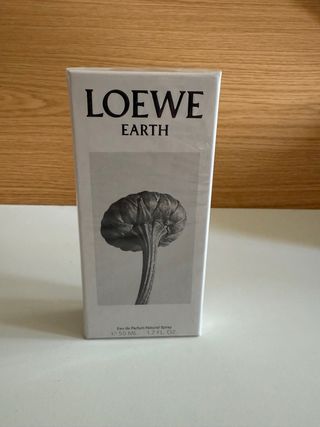 LOEWE
EARTH
Eau de Parfum Natural Spray
℮ 50 ML    1.7 FL. OZ.